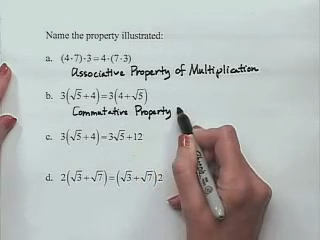 Name the property illustrated:
a. (4·7)·3=4·(7·3)
Associative Property of Multiplication
b. 3(√5+4)=3(4+√5)
Commutative Property
c. 3(√5+4)=3√5+12
d. 2(√3+√7)=(√3+√7)2
Sharpie